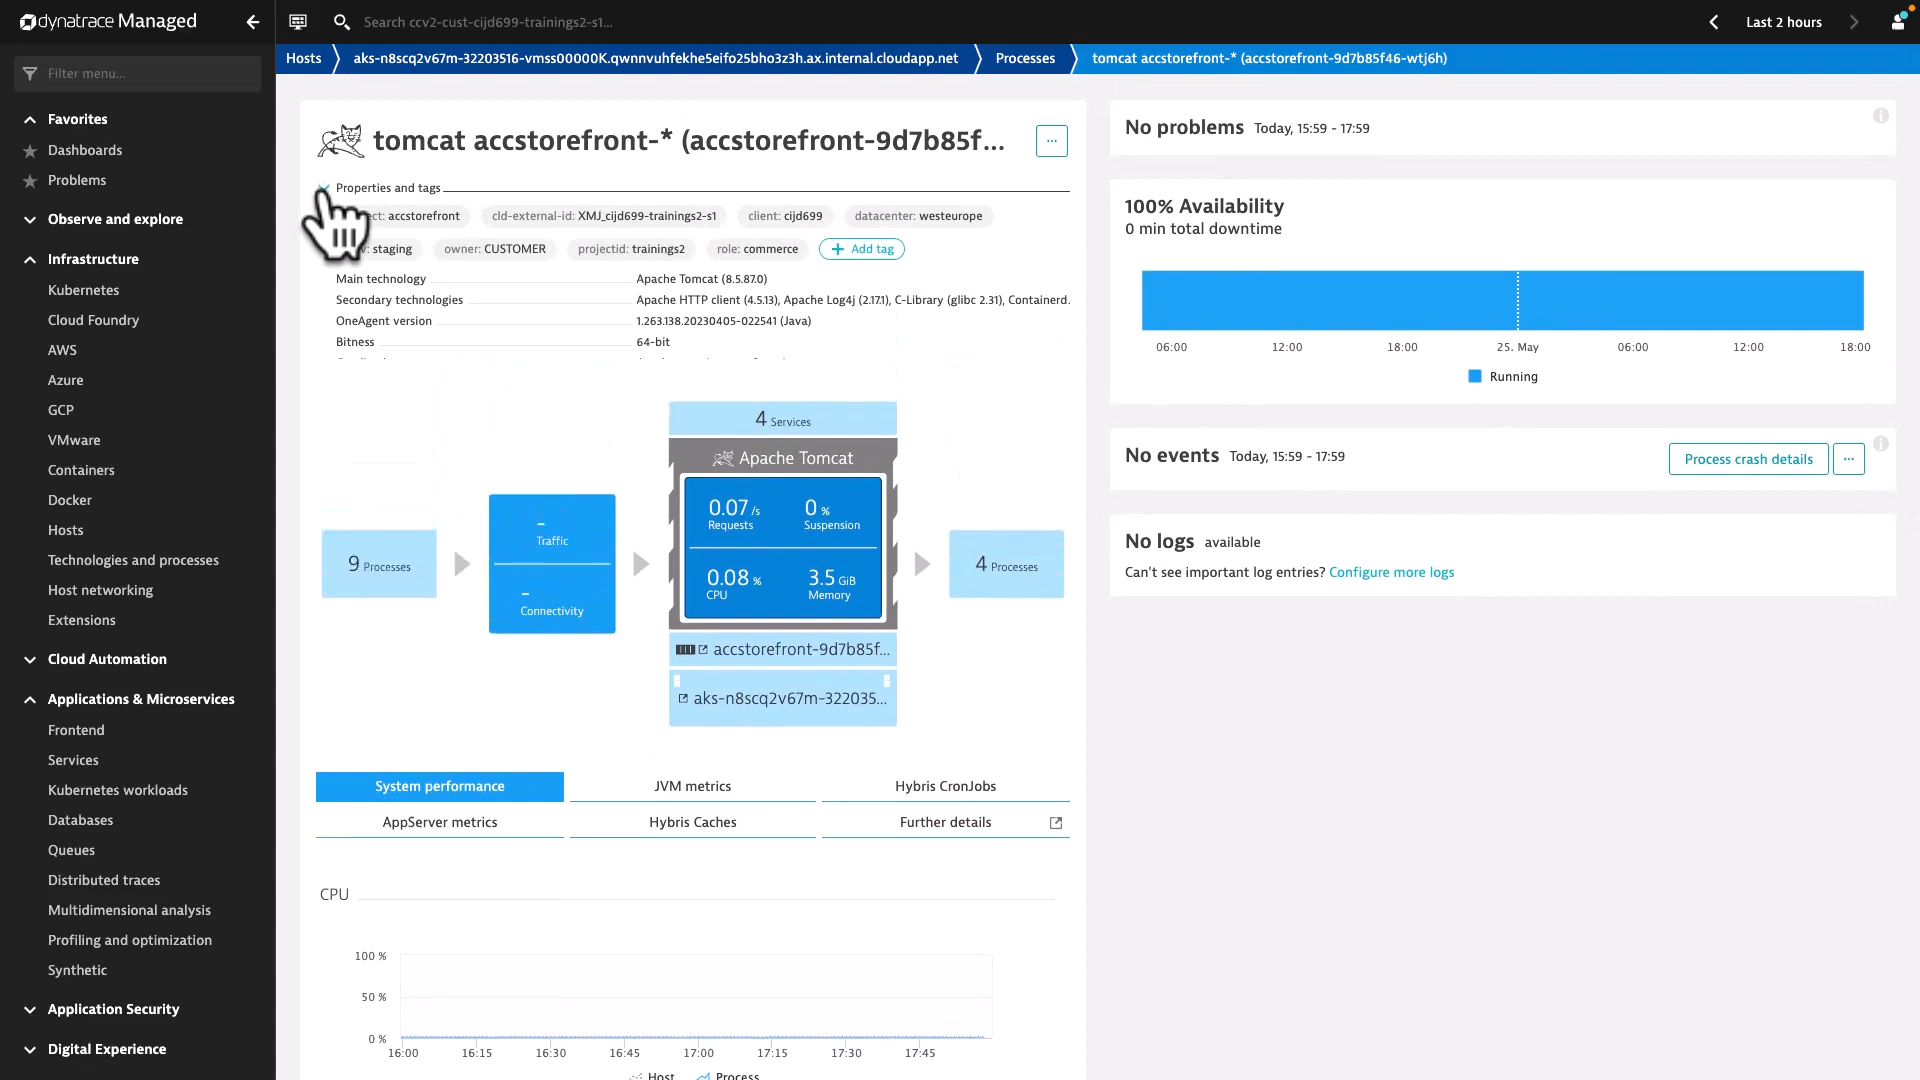 dynatrace Managed
Search ccv2-cust-cijd699-trainings2-s1...
Last 2 hours
Hosts
aks-n8scq2v67m-32203516-vmss00000K.qwnnvuhfekhe5eifo25bho3z3h.ax.internal.cloudapp.net
Processes
tomcat accstorefront-* (accstorefront-9d7b85f46-wtj6h)
Filter menu...
Favorites
Dashboards
Problems
Observe and explore
Infrastructure
Kubernetes
Cloud Foundry
AWS
Azure
GCP
VMware
Containers
Docker
Hosts
Technologies and processes
Host networking
Extensions
Cloud Automation
Applications & Microservices
Frontend
Services
Kubernetes workloads
Databases
Queues
Distributed traces
Multidimensional analysis
Profiling and optimization
Synthetic
Application Security
Digital Experience
tomcat accstorefront-* (accstorefront-9d7b85f...
...
Properties and tags
accstorefront
cld-external-id: XMJ_cijd699-trainings2-s1
client: cijd699
datacenter: westeurope
staging
owner: CUSTOMER
projectid: trainings2
role: commerce
+ Add tag
Main technology Apache Tomcat (8.5.87.0)
Secondary technologies Apache HTTP client (4.5.13), Apache Log4j (2.17.1), C-Library (glibc 2.31), Containerd.
OneAgent version 1.263.138.20230405-022541 (Java)
Bitness 64-bit
4 Services
Apache Tomcat
0.07 /s
Requests
0 %
Suspension
0.08 %
CPU
3.5 GiB
Memory
9 Processes
–
Traffic
–
Connectivity
4 Processes
accstorefront-9d7b85f...
aks-n8scq2v67m-322035...
System performance
JVM metrics
Hybris CronJobs
AppServer metrics
Hybris Caches
Further details
CPU
100 %
50 %
0 %
16:00 16:15 16:30 16:45 17:00 17:15 17:30 17:45
Host Process
No problems Today, 15:59 - 17:59
100% Availability
0 min total downtime
06:00 12:00 18:00 25. May 06:00 12:00 18:00
Running
No events Today, 15:59 - 17:59
Process crash details
...
No logs available
Can't see important log entries? Configure more logs